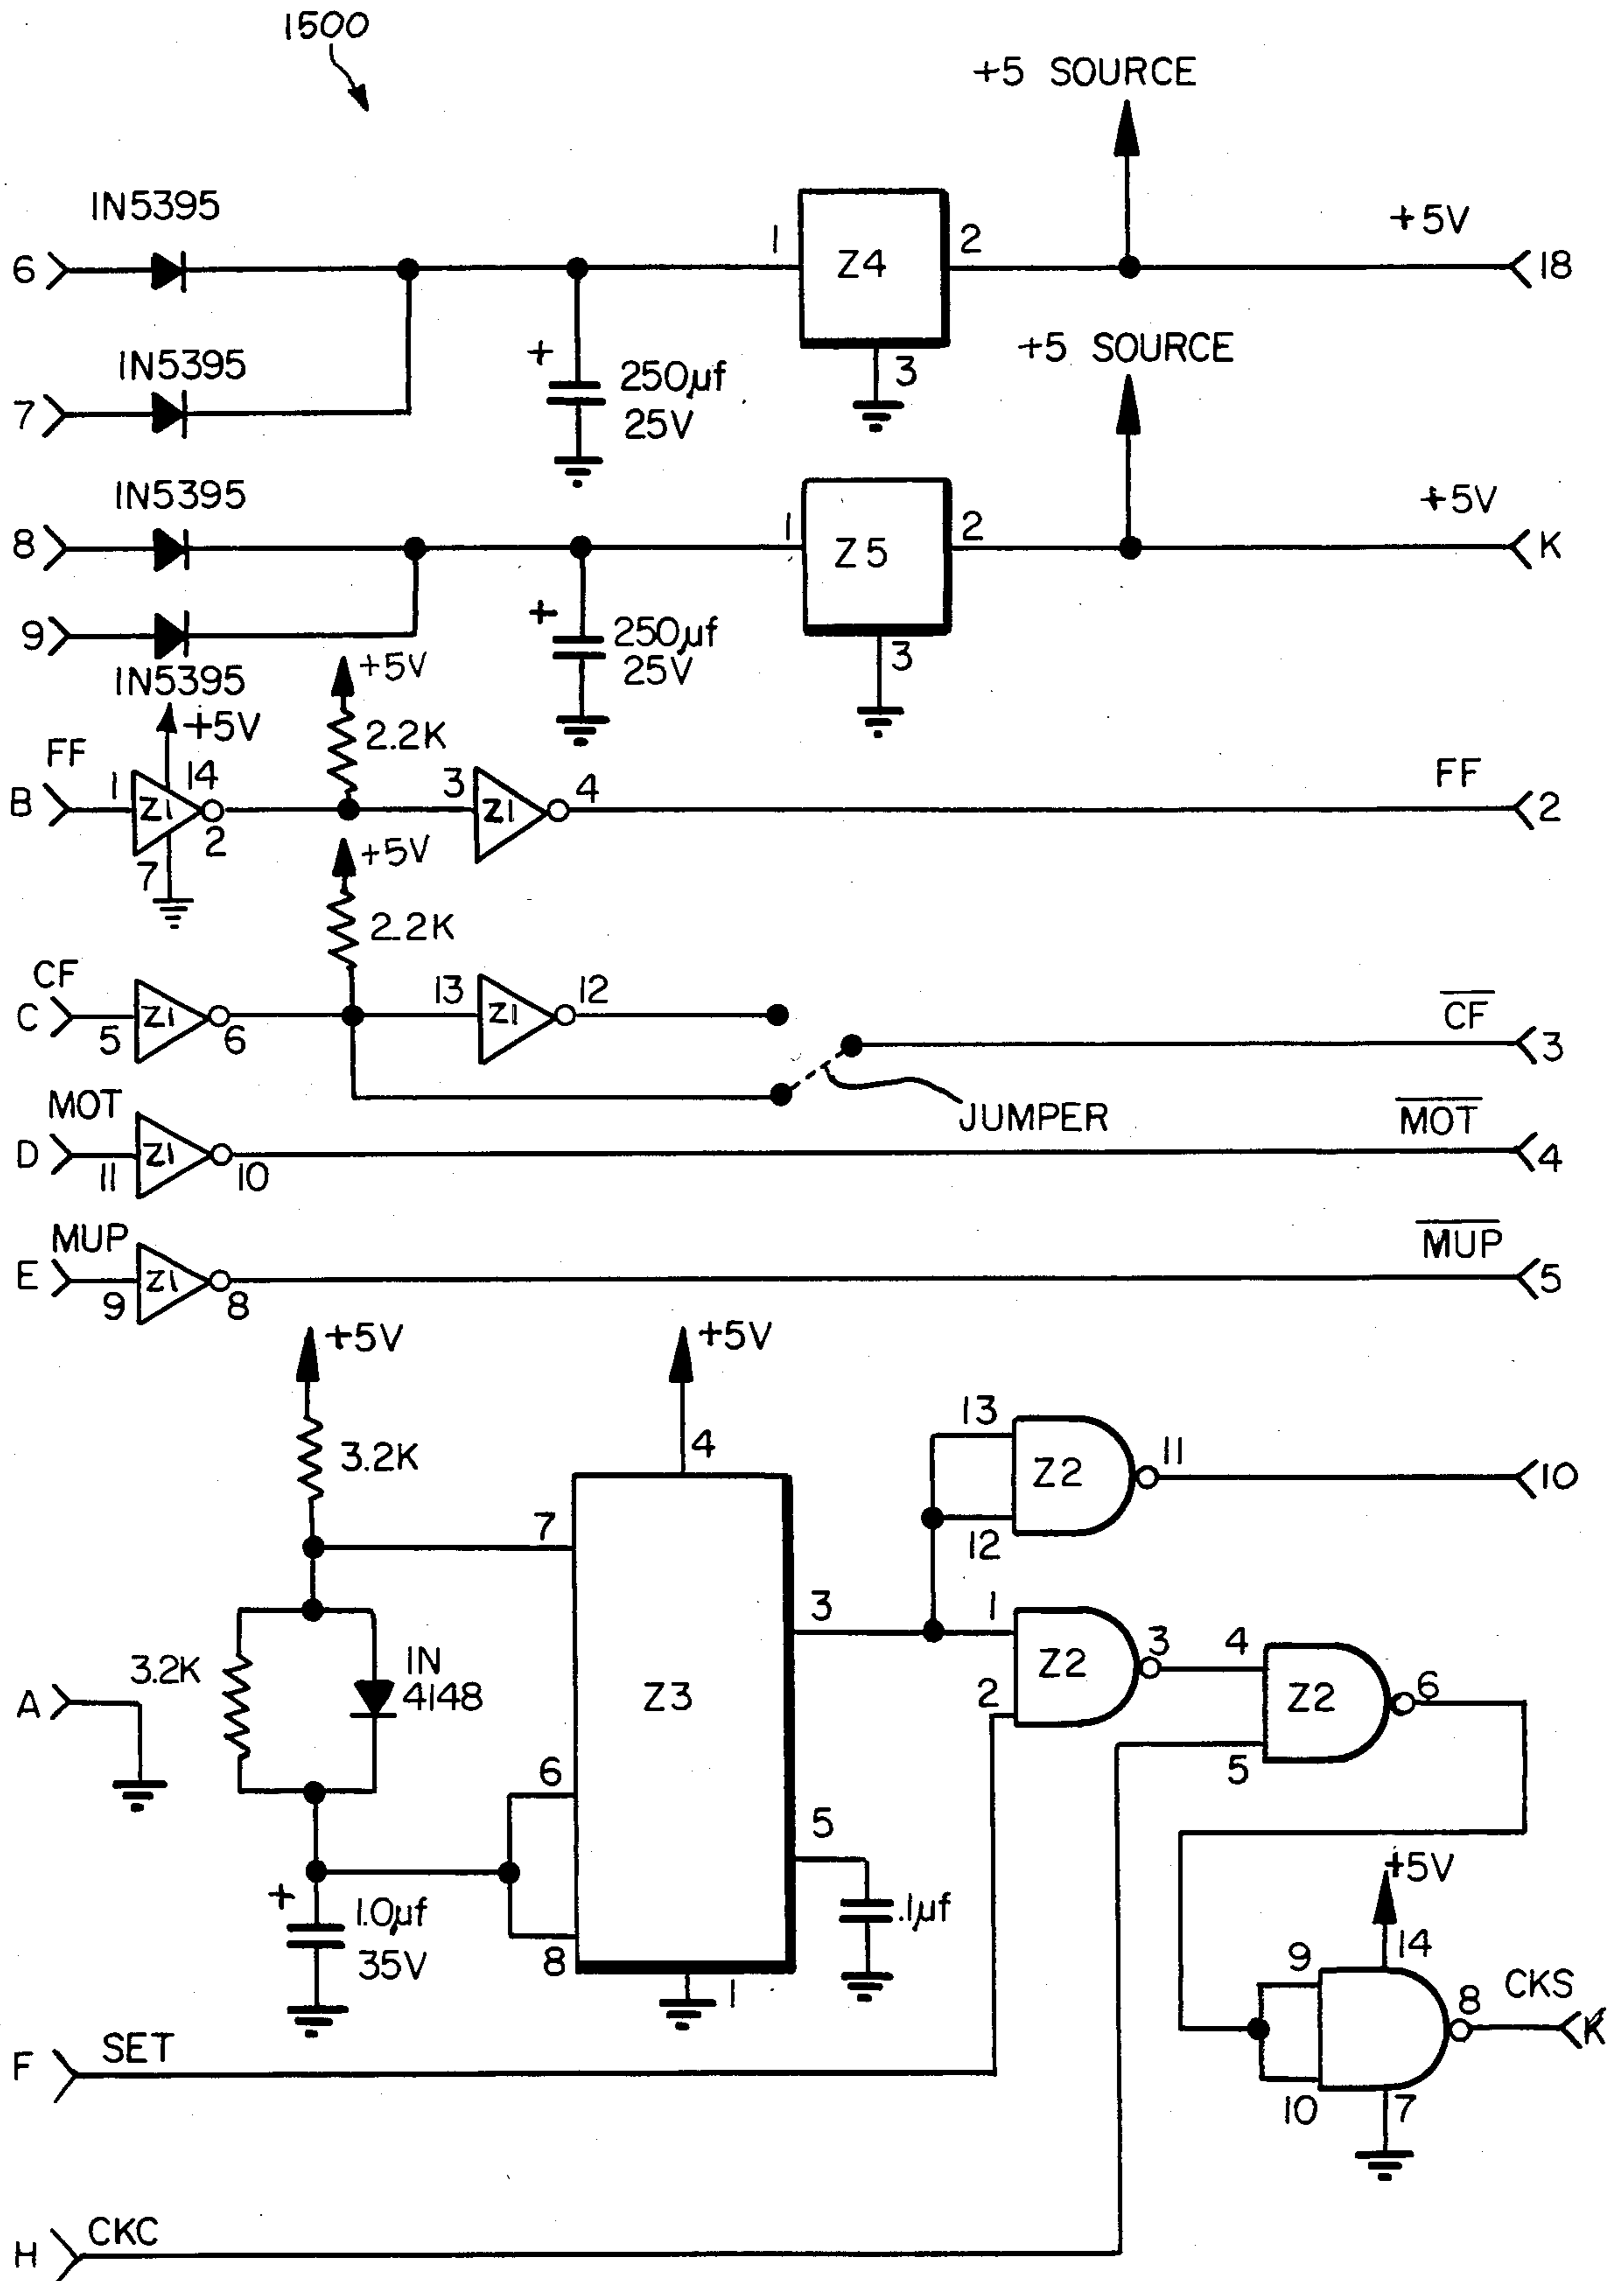 1500
+5 SOURCE
IN5395
6
1
Z4
2
3
+5V
18
IN5395
7
+
250µf
25V
+5 SOURCE
IN5395
8
1
Z5
2
3
+5V
K
9
IN5395
+
250µf
25V
+5V
2.2K
FF
B
1
+5V
14
Z1
2
7
3
Z1
4
FF
2
+5V
2.2K
CF
C
5
Z1
6
13
Z1
12
CF
3
JUMPER
MOT
D
11
Z1
10
MOT
4
MUP
E
9
Z1
8
MUP
5
+5V
3.2K
+5V
4
7
13
12
Z2
11
10
3.2K
IN
4148
A
Z3
3
1
2
Z2
3
4
5
Z2
6
6
8
5
+
1.0µf
35V
.1µf
1
+5V
14
9
10
8
7
CKS
K
F
SET
H
CKC